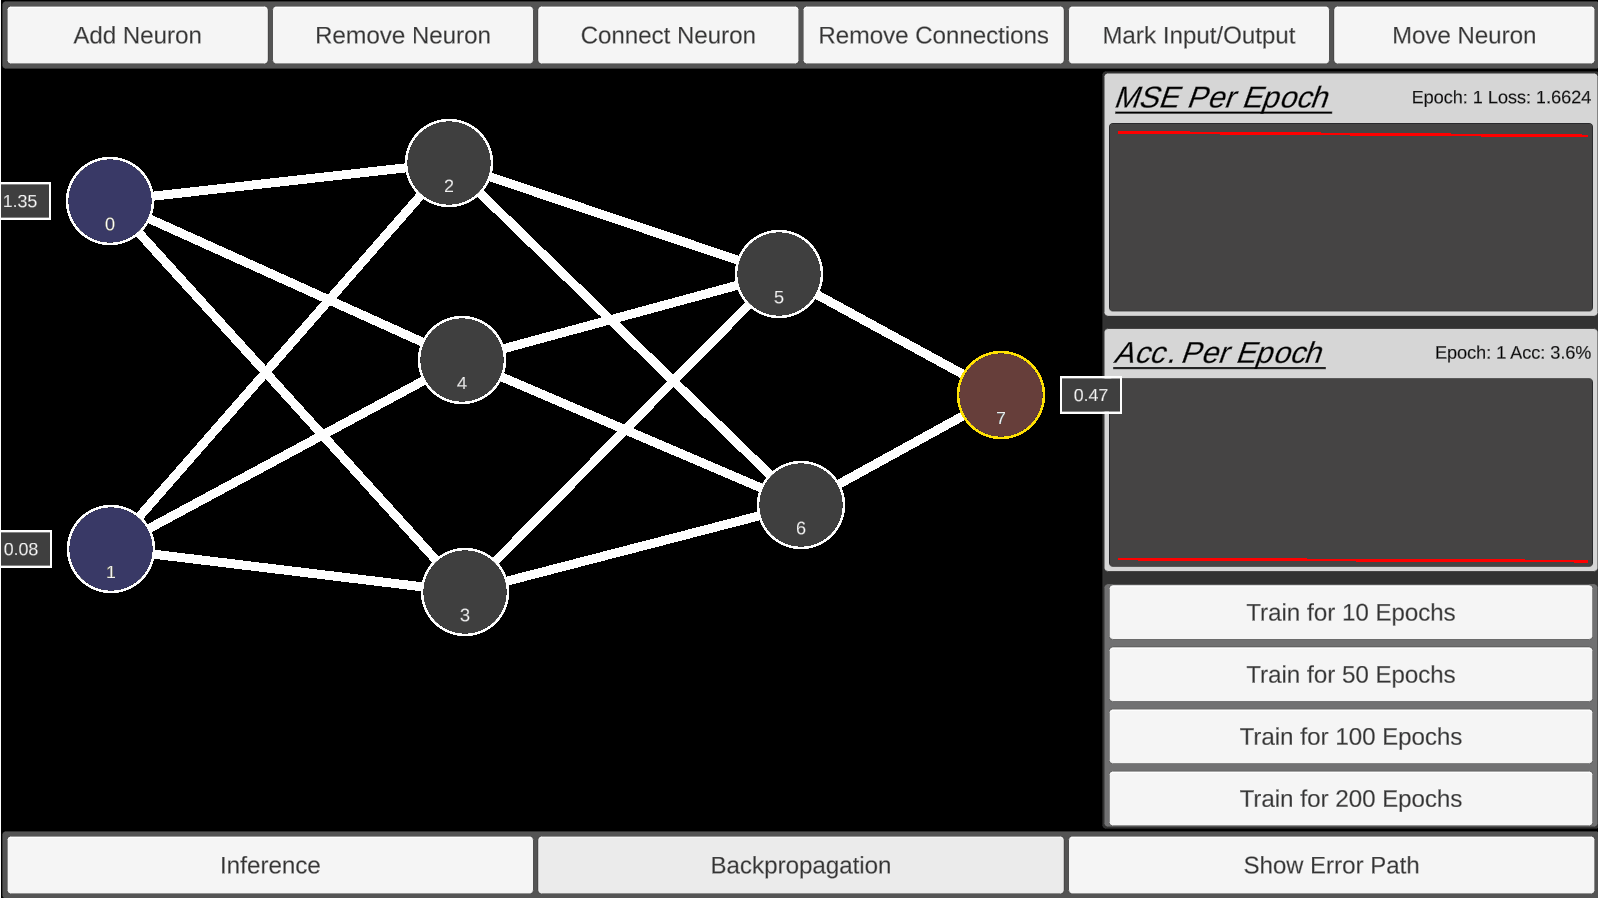 Add Neuron
Remove Neuron
Connect Neuron
Remove Connections
Mark Input/Output
Move Neuron
MSE Per Epoch
Epoch: 1 Loss: 1.6624
2
1.35
0
5
Acc. Per Epoch
Epoch: 1 Acc: 3.6%
4
7
0.47
6
0.08
1
3
Train for 10 Epochs
Train for 50 Epochs
Train for 100 Epochs
Train for 200 Epochs
Inference
Backpropagation
Show Error Path